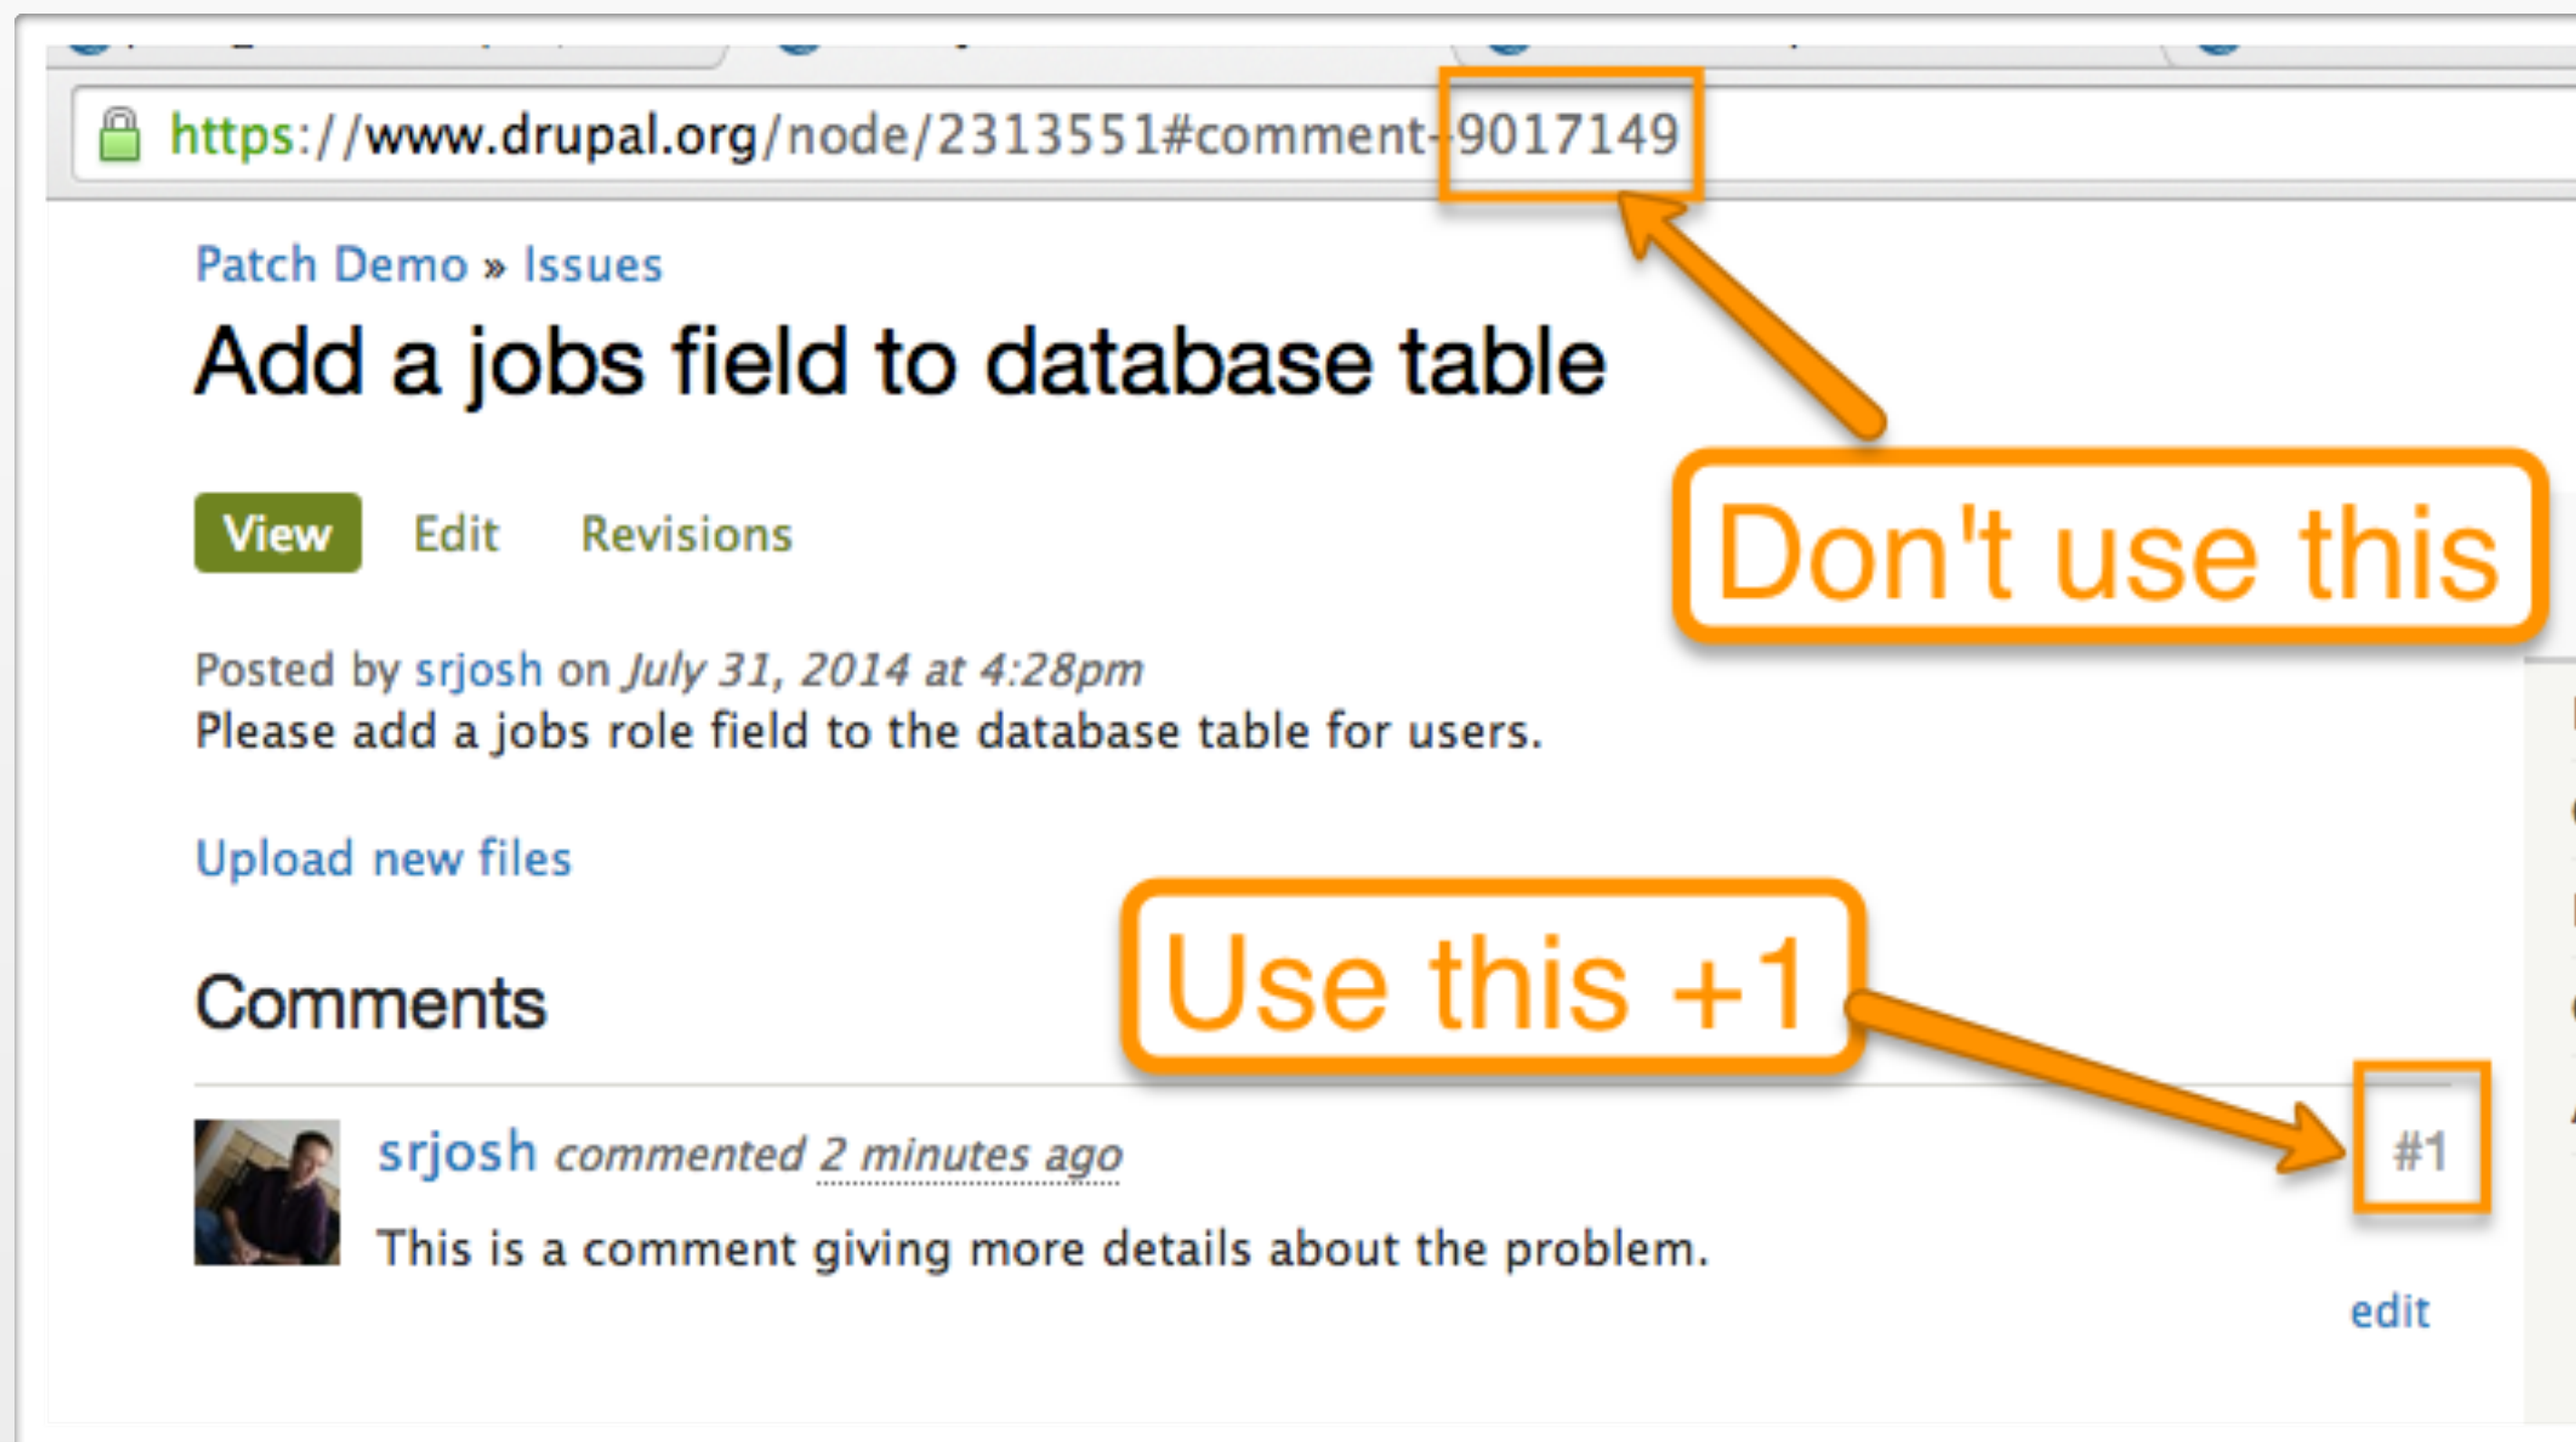 https://www.drupal.org/node/2313551#comment-9017149
Patch Demo » Issues
Add a jobs field to database table
Don't use this
View Edit Revisions
Posted by srjosh on July 31, 2014 at 4:28pm
Please add a jobs role field to the database table for users.
Upload new files
Use this +1
Comments
srjosh commented 2 minutes ago #1
This is a comment giving more details about the problem.
edit